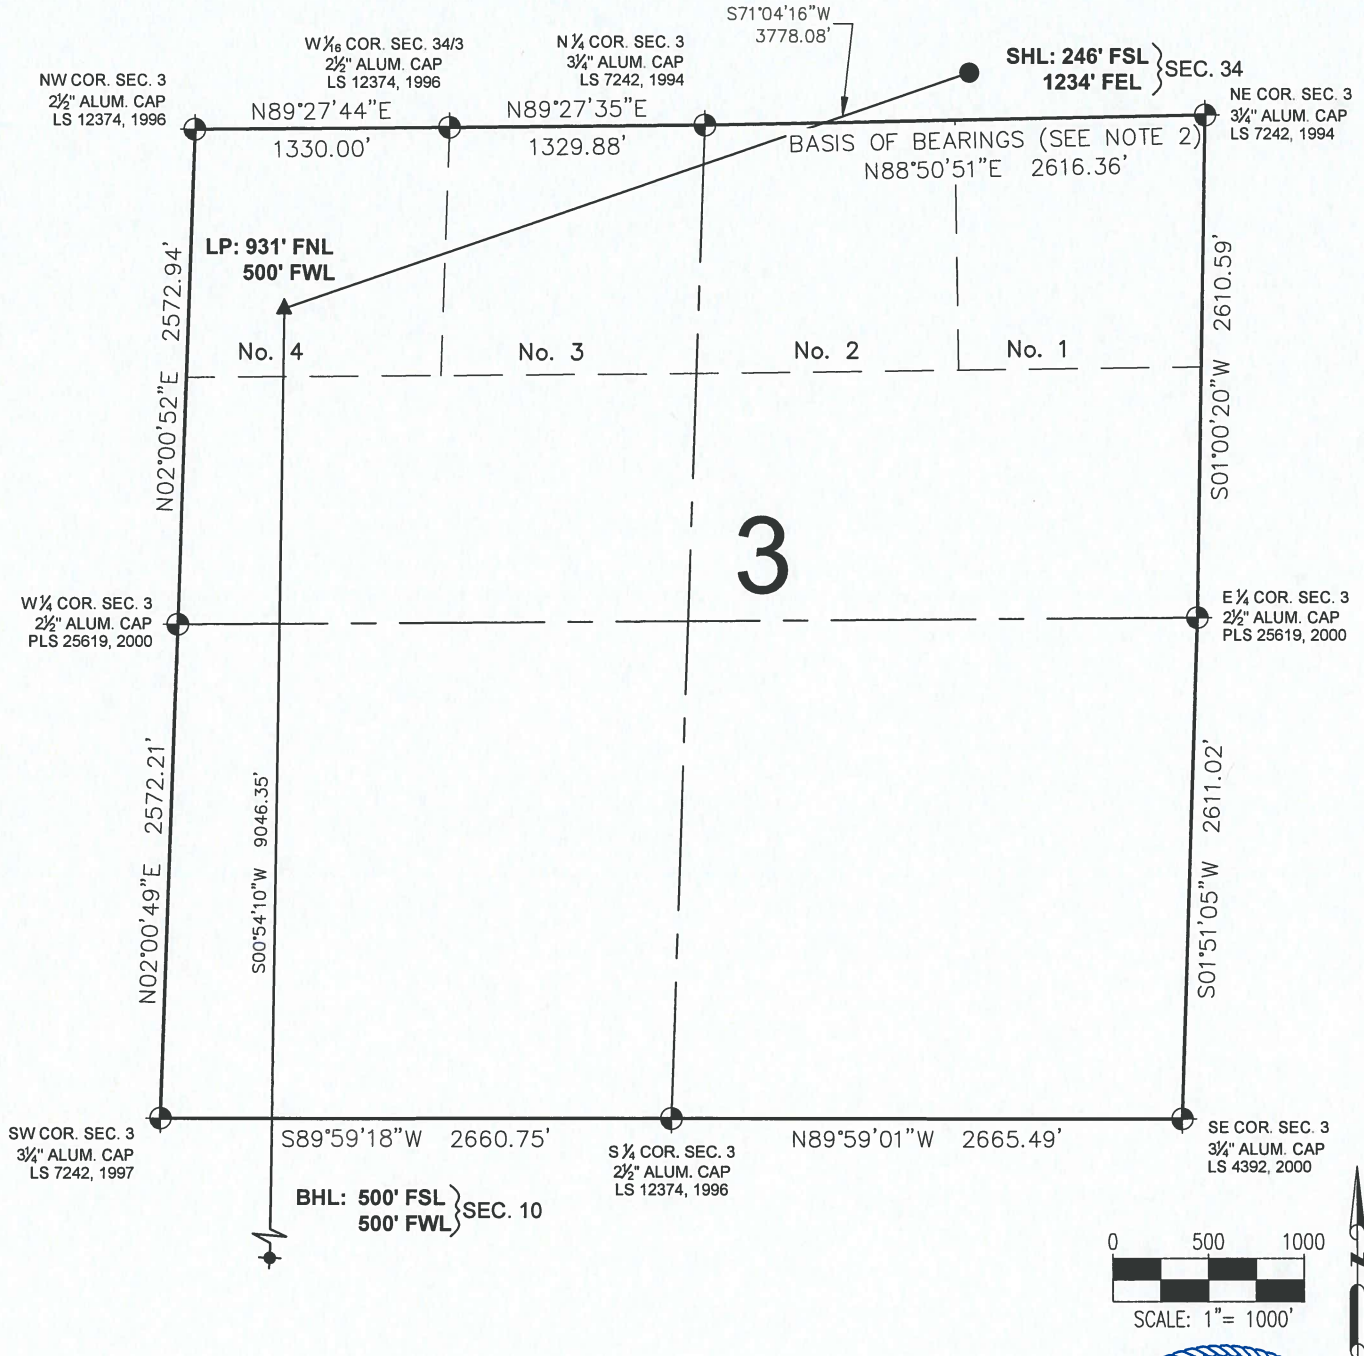 S71°04'16"W
3778.08'
W 1/16 COR. SEC. 34/3
2½" ALUM. CAP
LS 12374, 1996
N ¼ COR. SEC. 3
3¼" ALUM. CAP
LS 7242, 1994
SHL: 246' FSL
1234' FEL
SEC. 34
NW COR. SEC. 3
2½" ALUM. CAP
LS 12374, 1996
NE COR. SEC. 3
3¼" ALUM. CAP
LS 7242, 1994
N89°27'44"E
1330.00'
N89°27'35"E
1329.88'
BASIS OF BEARINGS (SEE NOTE 2)
N88°50'51"E 2616.36'
LP: 931' FNL
500' FWL
N02°00'52"E 2572.94'
S01°00'20"W 2610.59'
No. 4
No. 3
No. 2
No. 1
3
W ¼ COR. SEC. 3
2½" ALUM. CAP
PLS 25619, 2000
E ¼ COR. SEC. 3
2½" ALUM. CAP
PLS 25619, 2000
N02°00'49"E 2572.21'
S00°54'10"W 9046.35'
S01°51'05"W 2611.02'
SW COR. SEC. 3
3¼" ALUM. CAP
LS 7242, 1997
S89°59'18"W 2660.75'
S ¼ COR. SEC. 3
2½" ALUM. CAP
LS 12374, 1996
N89°59'01"W 2665.49'
SE COR. SEC. 3
3¼" ALUM. CAP
LS 4392, 2000
BHL: 500' FSL
500' FWL
SEC. 10
0 500 1000
SCALE: 1"= 1000'